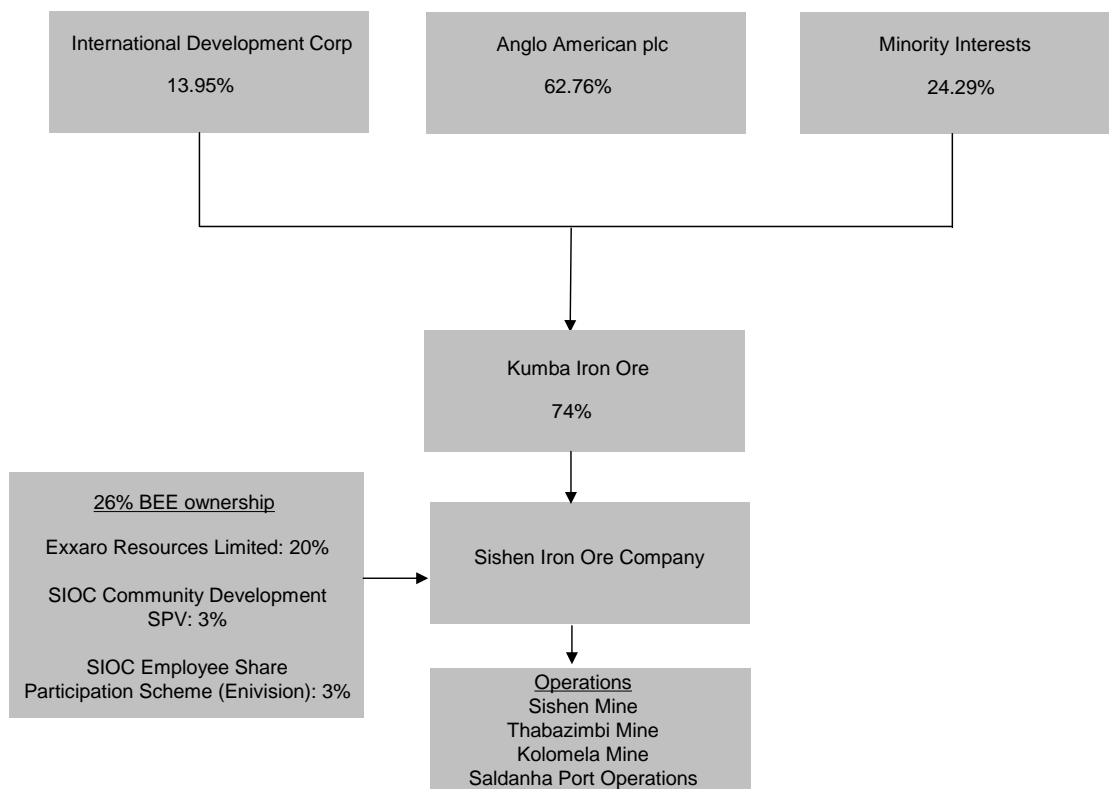 International Development Corp
13.95%
Anglo American plc
62.76%
Minority Interests
24.29%
Kumba Iron Ore
74%
26% BEE ownership
Exxaro Resources Limited: 20%
SIOC Community Development
SPV: 3%
SIOC Employee Share
Participation Scheme (Enivision): 3%
Sishen Iron Ore Company
Operations
Sishen Mine
Thabazimbi Mine
Kolomela Mine
Saldanha Port Operations